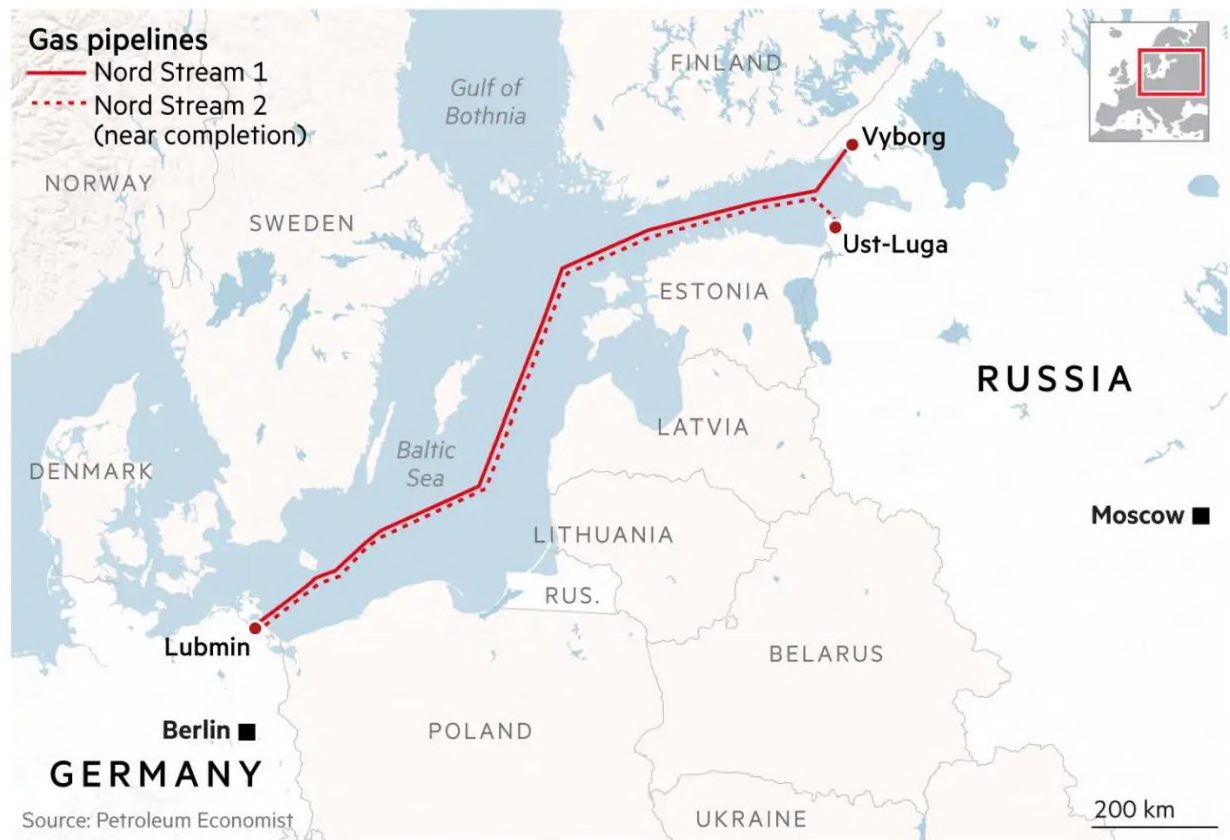 Gas pipelines
Nord Stream 1
Nord Stream 2
(near completion)
FINLAND
Gulf of
Bothnia
Vyborg
NORWAY
SWEDEN
Ust-Luga
ESTONIA
RUSSIA
LATVIA
Baltic
Sea
DENMARK
Moscow
LITHUANIA
RUS.
Lubmin
BELARUS
Berlin
POLAND
GERMANY
200 km
Source: Petroleum Economist
UKRAINE